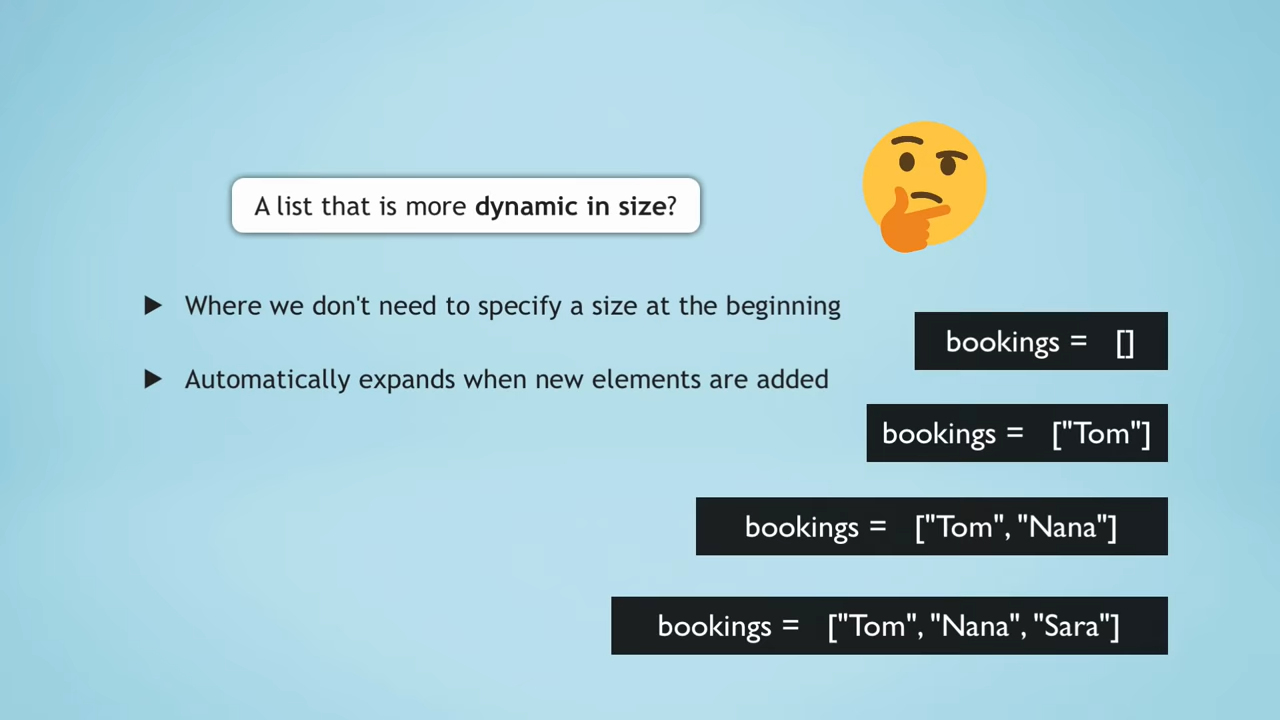 A list that is more dynamic in size?
▶ Where we don't need to specify a size at the beginning
▶ Automatically expands when new elements are added
bookings = []
bookings = ["Tom"]
bookings = ["Tom", "Nana"]
bookings = ["Tom", "Nana", "Sara"]